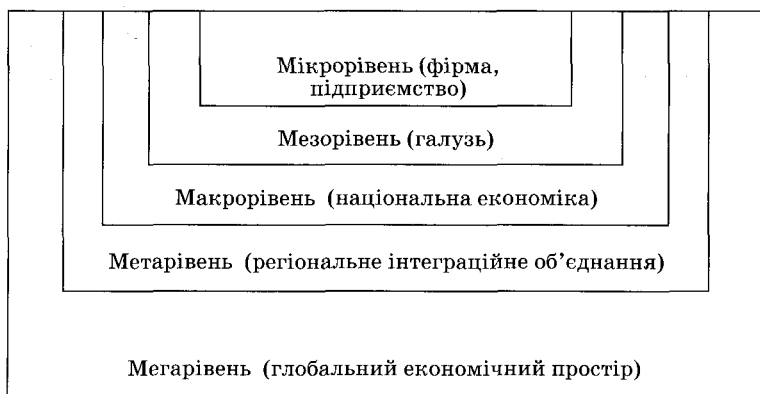 Мікрорівень (фірма,
підприємство)
Мезорівень (галузь)
Макрорівень (національна економіка)
Метарівень (регіональне інтеграційне об’єднання)
Мегарівень (глобальний економічний простір)